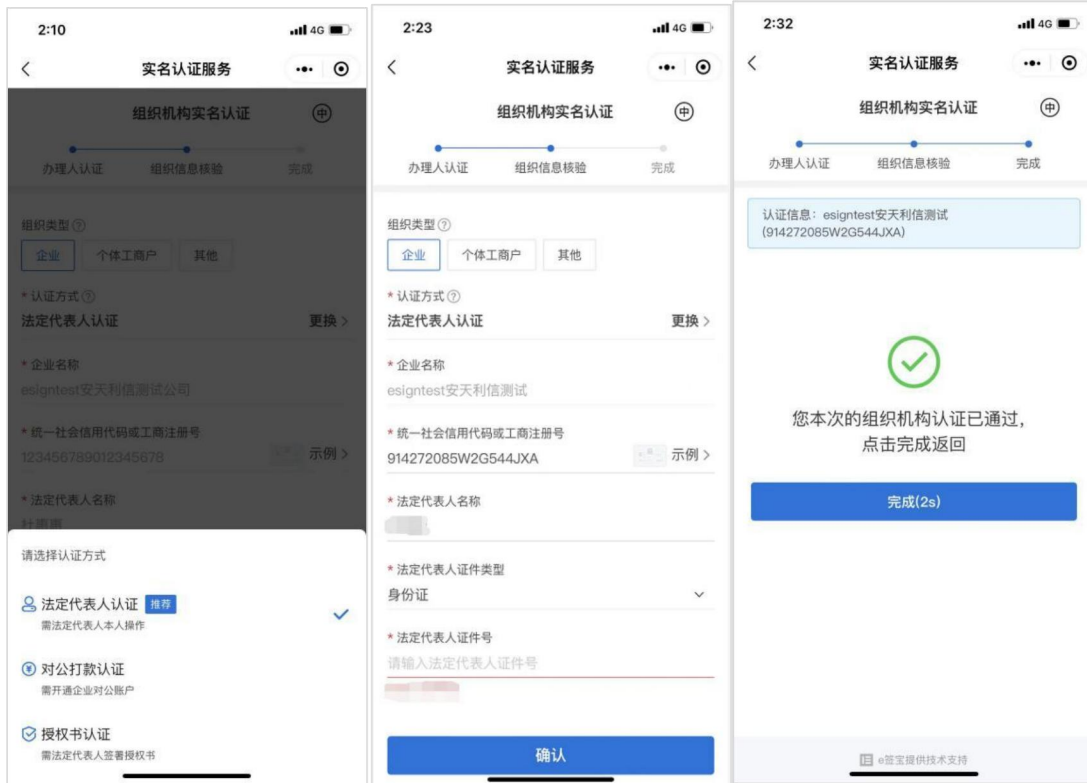 2:10
4G
实名认证服务
组织机构实名认证
中
办理人认证
组织信息核验
完成
组织类型?
企业
个体工商户
其他
* 认证方式?
法定代表人认证
更换 >
* 企业名称
esigntest安天利信测试公司
* 统一社会信用代码或工商注册号
123456789012345678
示例 >
* 法定代表人名称
请选择认证方式
法定代表人认证 推荐
需法定代表人本人操作
对公打款认证
需开通企业对公账户
授权书认证
需法定代表人签署授权书
2:23
4G
实名认证服务
组织机构实名认证
中
办理人认证
组织信息核验
完成
组织类型?
企业
个体工商户
其他
* 认证方式?
法定代表人认证
更换 >
* 企业名称
esigntest安天利信测试
* 统一社会信用代码或工商注册号
914272085W2G544JXA
示例 >
* 法定代表人名称
* 法定代表人证件类型
身份证
* 法定代表人证件号
请输入法定代表人证件号
确认
2:32
4G
实名认证服务
组织机构实名认证
中
办理人认证
组织信息核验
完成
认证信息：esigntest安天利信测试
(914272085W2G544JXA)
您本次的组织机构认证已通过，
点击完成返回
完成(2s)
e签宝提供技术支持